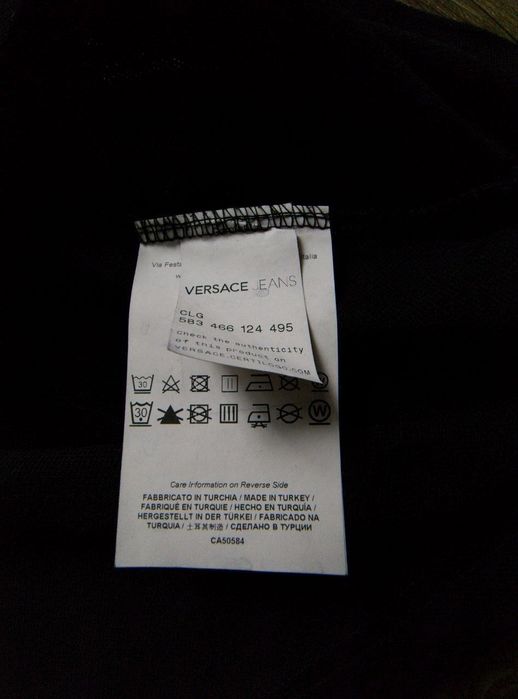 Via Festa
talia
w
VERSACE JEANS
CLG
583 466 124 495
Check the authenticity
of this product on
VERSACE.CERTILOGO.COM
30
30
W
Care Information on Reverse Side
FABBRICATO IN TURCHIA / MADE IN TURKEY /
FABRIQUÉ EN TURQUIE / HECHO EN TURQUÍA /
HERGESTELLT IN DER TÜRKEI / FABRICADO NA
TURQUIA / 土耳其制造 / СДЕЛАНО В ТУРЦИИ
CA50584